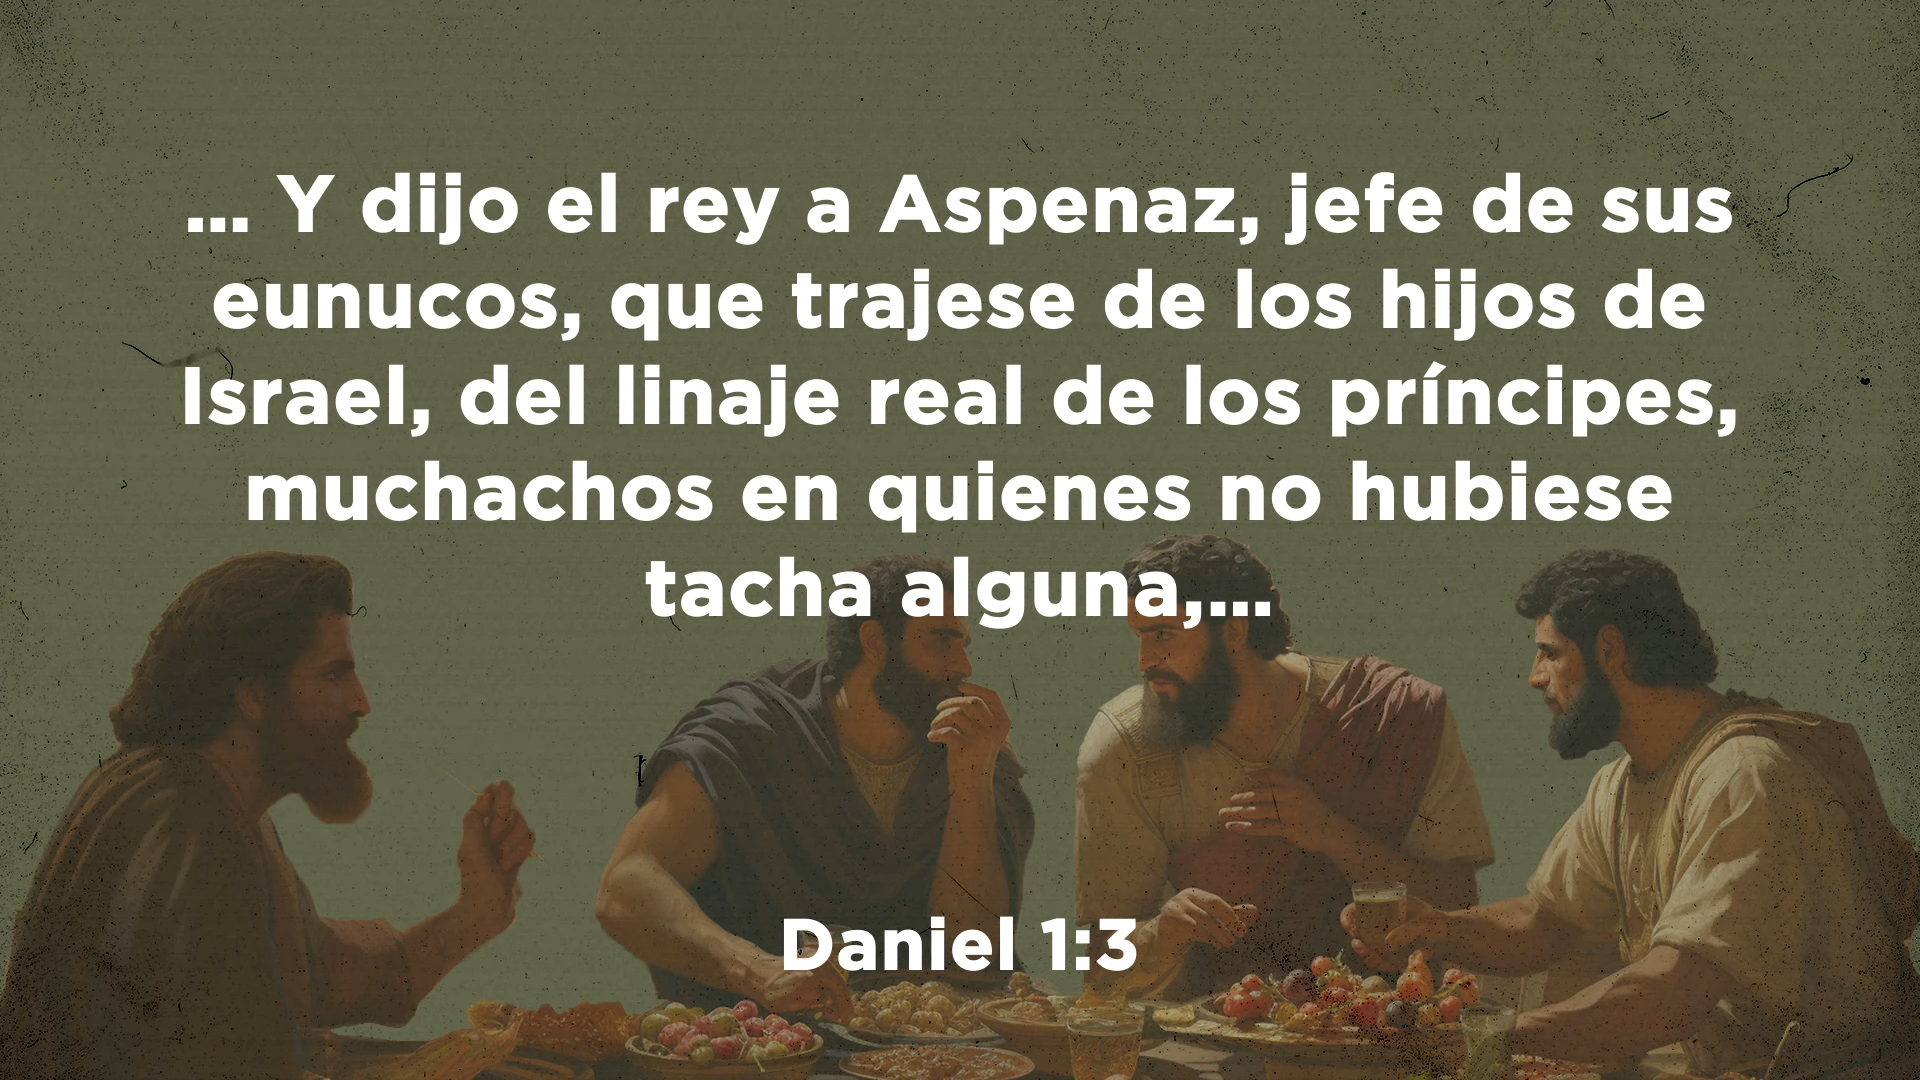 ... Y dijo el rey a Aspenaz, jefe de sus
eunucos, que trajese de los hijos de
Israel, del linaje real de los príncipes,
muchachos en quienes no hubiese
tacha alguna,...
Daniel 1:3